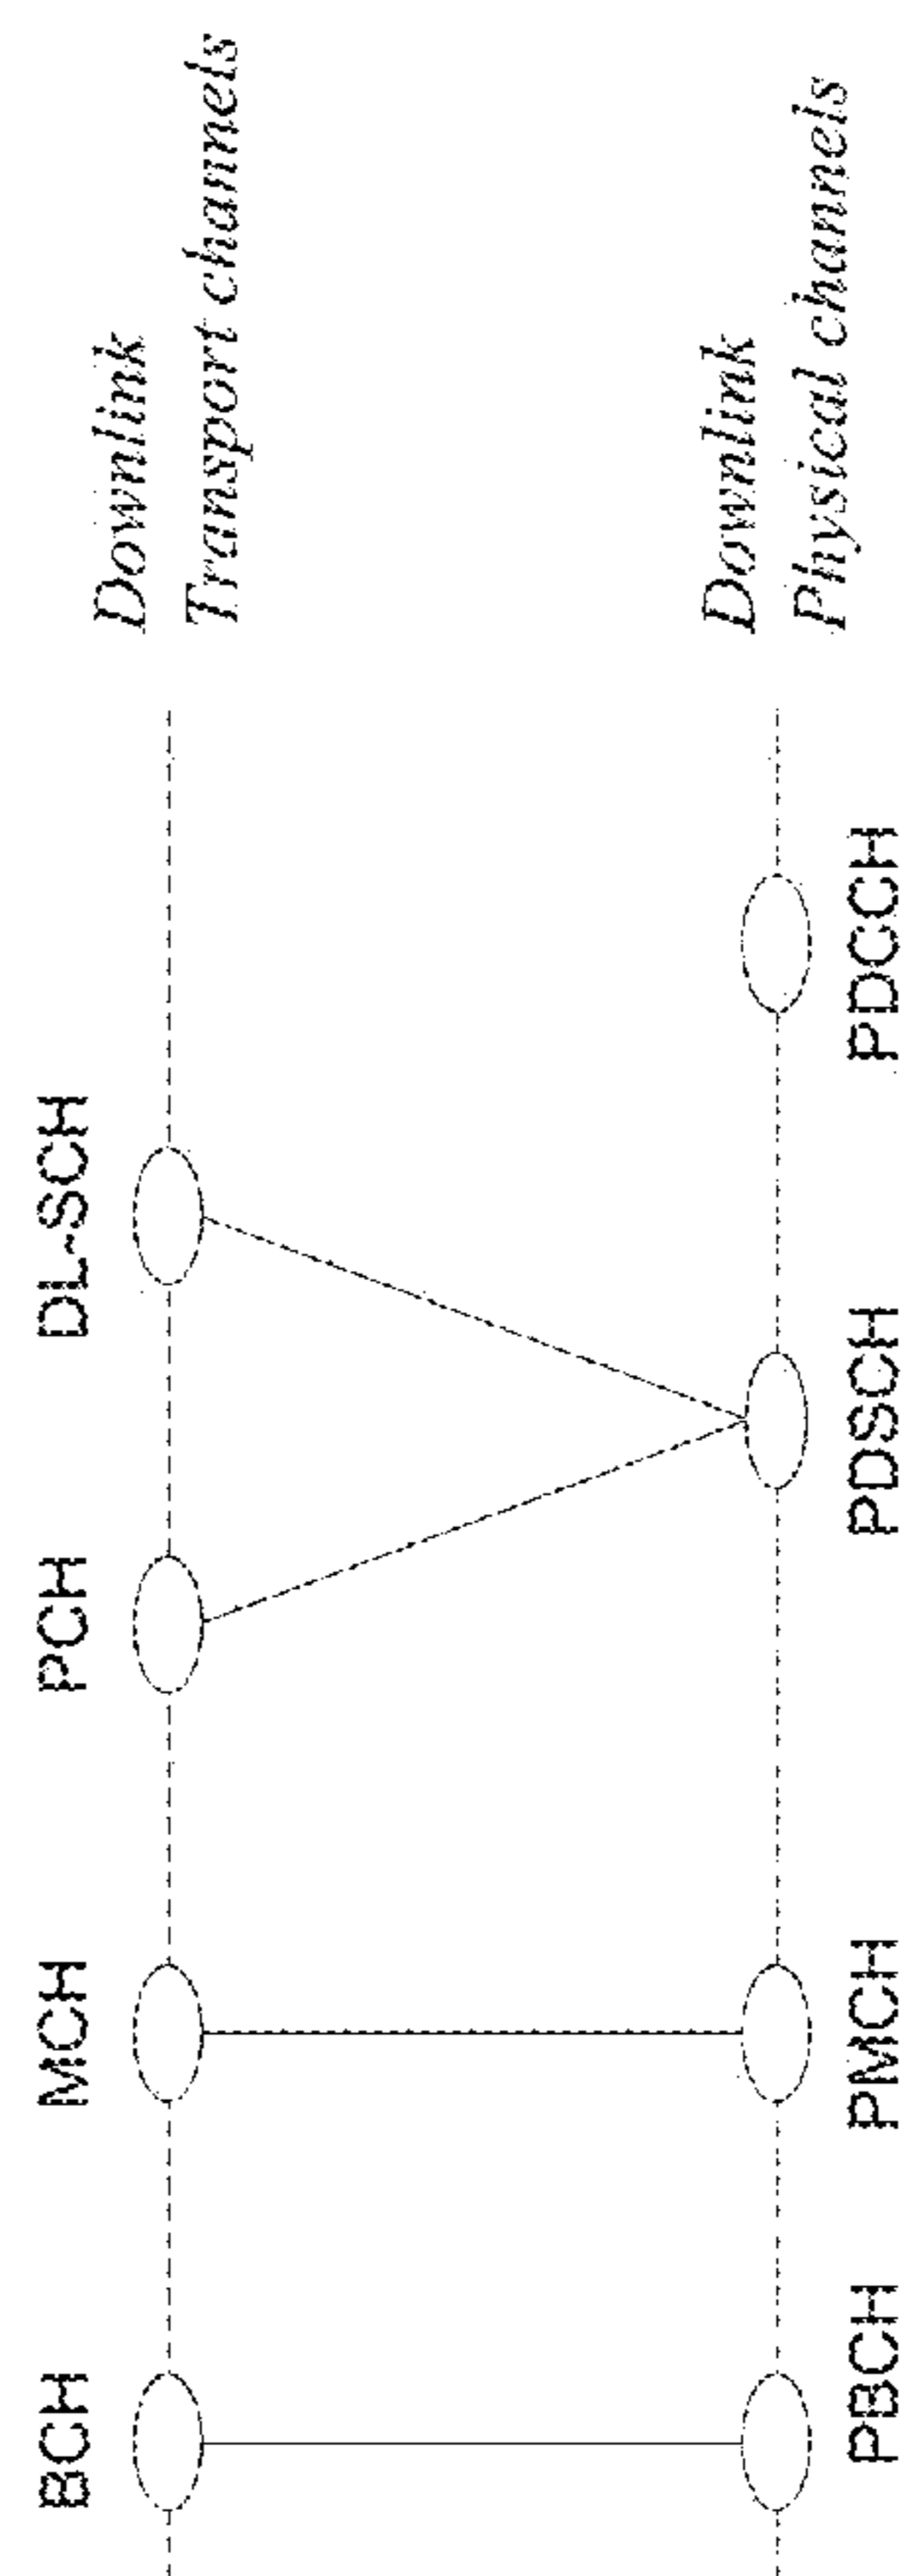 BCH
MCH
PCH
DL-SCH
Downlink
Transport channels
PBCH
PMCH
PDSCH
PDCCH
Downlink
Physical channels